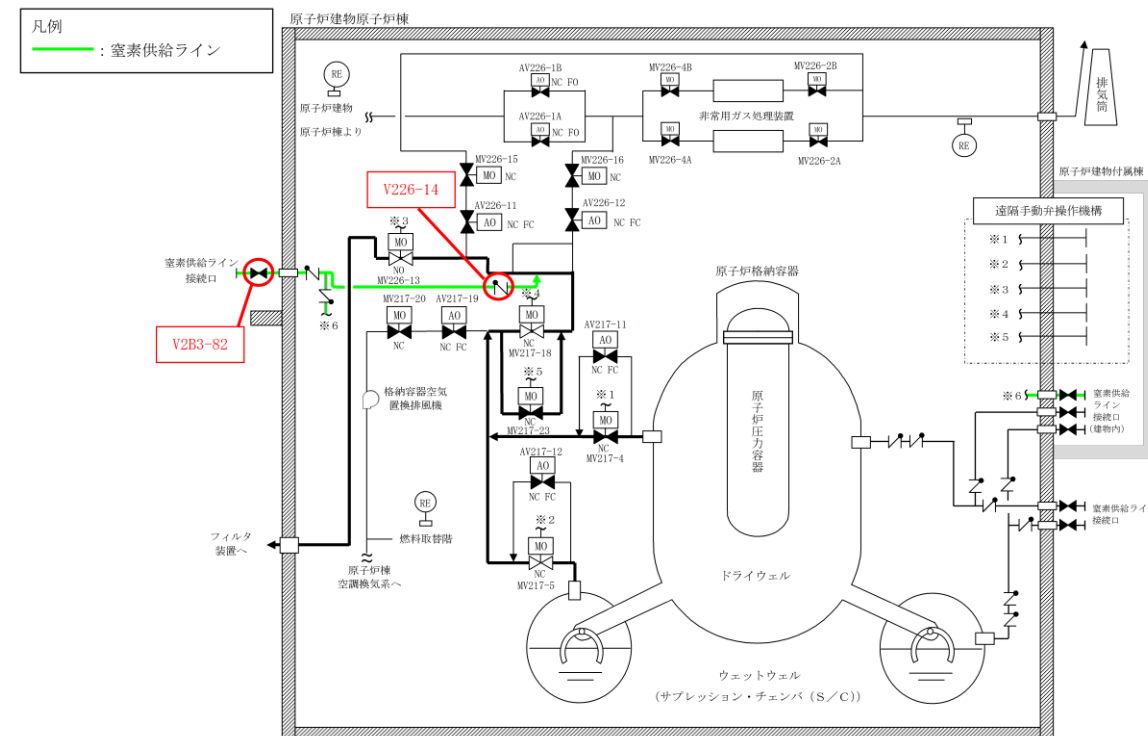 凡例
：窒素供給ライン
原子炉建物原子炉棟
RE
原子炉建物
原子炉棟より
AV226-1B
AO
NC FO
AV226-1A
AO
NC FO
MV226-4B
MO
MV226-2B
MO
非常用ガス処理装置
MO
MV226-4A
MO
MV226-2A
RE
排気筒
原子炉建物付属棟
MV226-15
MO
NC
MV226-16
MO
NC
V226-14
AV226-11
AO
NC FC
AV226-12
AO
NC FC
遠隔手動弁操作機構
※1
※2
※3
※4
※5
※3
MO
NO
MV226-13
窒素供給ライン
接続口
※6
V2B3-82
MV217-20
MO
NC
AV217-19
AO
NC FC
※4
MO
NC
MV217-18
原子炉格納容器
AV217-11
AO
NC FC
※5
MO
NC
MV217-23
※1
MO
NC
MV217-4
格納容器空気
置換排風機
原子炉圧力容器
※6
窒素供給
ライン
接続口
(建物内)
AV217-12
AO
NC FC
RE
燃料取替階
※2
MO
NC
MV217-5
窒素供給ライン
接続口
フィルタ
装置へ
原子炉棟
空調換気系へ
ドライウェル
ウェットウェル
(サプレッション・チェンバ（S／C）)